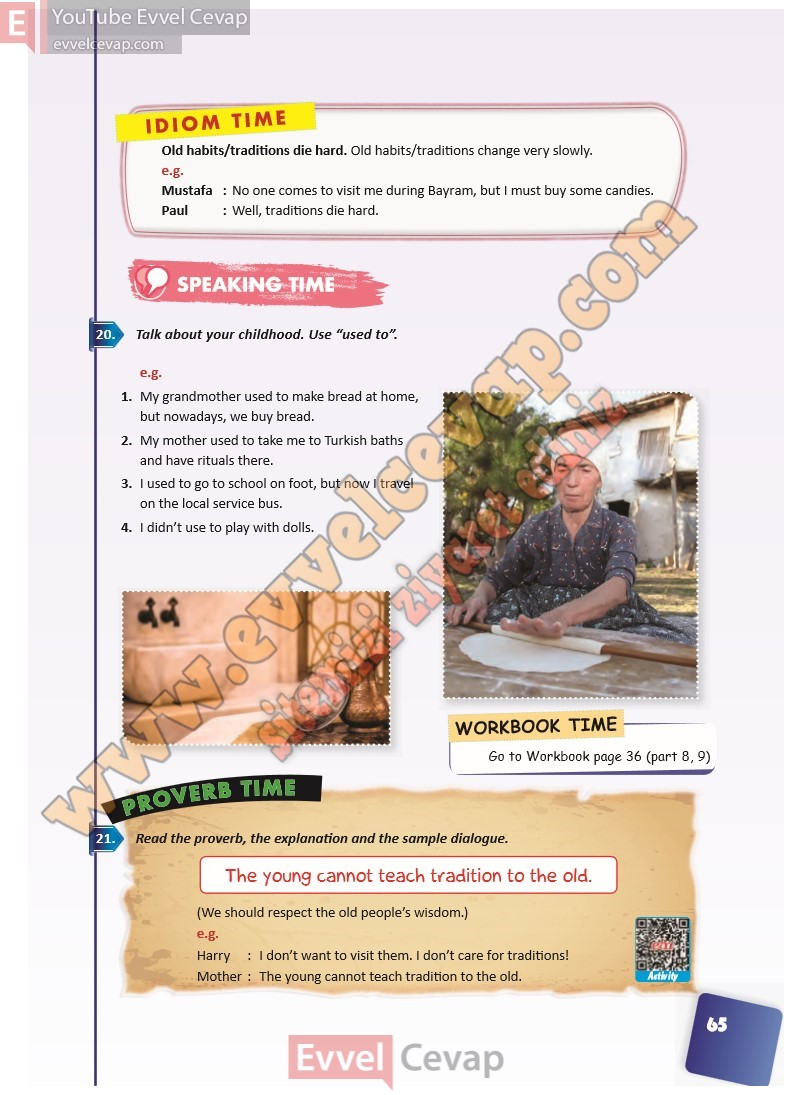 E YouTube Evvel Cevap
evvelcevap.com
IDIOM TIME
Old habits/traditions die hard. Old habits/traditions change very slowly.
e.g.
Mustafa : No one comes to visit me during Bayram, but I must buy some candies.
Paul : Well, traditions die hard.
SPEAKING TIME
20. Talk about your childhood. Use “used to”.
e.g.
1. My grandmother used to make bread at home,
but nowadays, we buy bread.
2. My mother used to take me to Turkish baths
and have rituals there.
3. I used to go to school on foot, but now I travel
on the local service bus.
4. I didn’t use to play with dolls.
www.evvelcevap.com
sitemizi ziyaret ediniz
WORKBOOK TIME
Go to Workbook page 36 (part 8, 9)
PROVERB TIME
21. Read the proverb, the explanation and the sample dialogue.
The young cannot teach tradition to the old.
(We should respect the old people’s wisdom.)
e.g.
Harry : I don’t want to visit them. I don’t care for traditions!
Mother : The young cannot teach tradition to the old.
Activity
65
Evvel Cevap